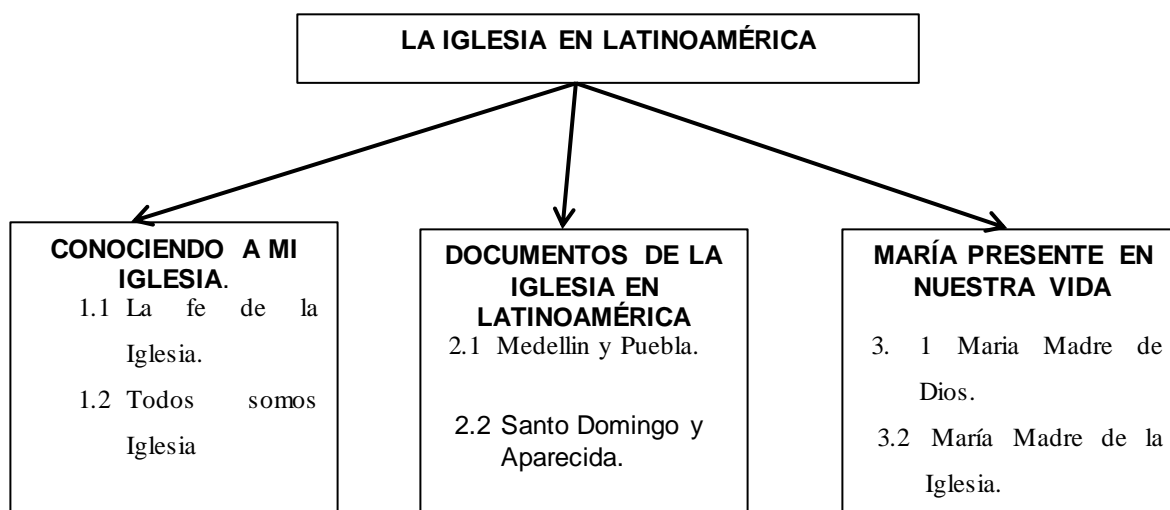 LA IGLESIA EN LATINOAMÉRICA
CONOCIENDO A MI
IGLESIA.
1.1 La fe de la
Iglesia.
1.2 Todos somos
Iglesia
DOCUMENTOS DE LA
IGLESIA EN
LATINOAMÉRICA
2.1 Medellin y Puebla.
2.2 Santo Domingo y
Aparecida.
MARÍA PRESENTE EN
NUESTRA VIDA
3. 1 Maria Madre de
Dios.
3.2 María Madre de la
Iglesia.